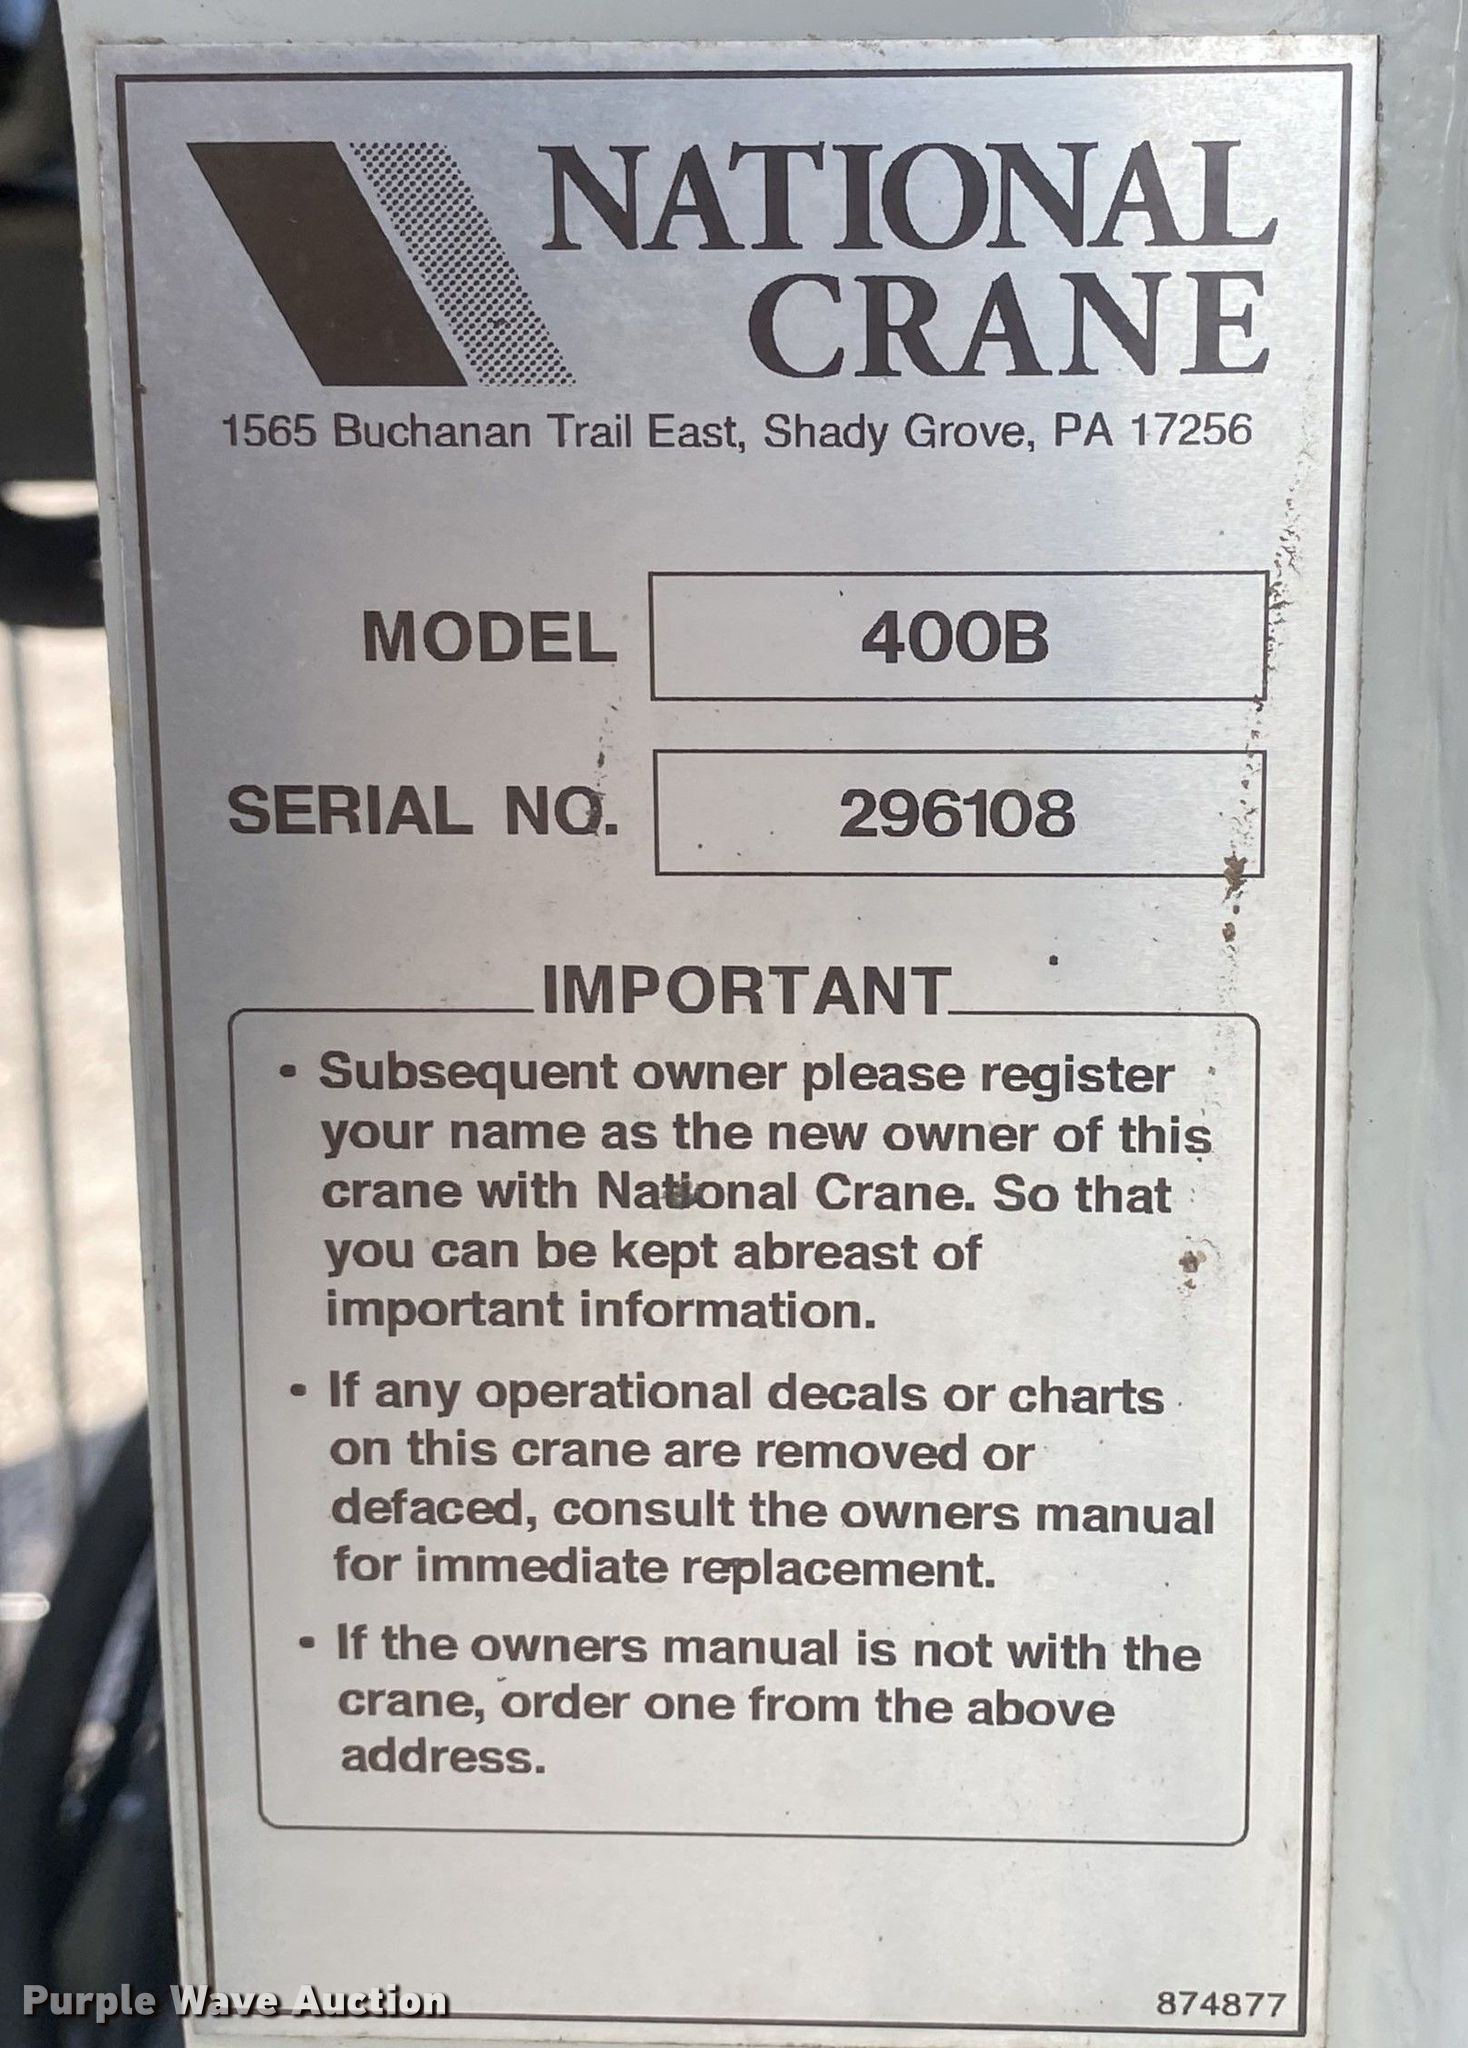 NATIONAL
CRANE
1565 Buchanan Trail East, Shady Grove, PA 17256
MODEL 400B
SERIAL NO. 296108
IMPORTANT
• Subsequent owner please register
your name as the new owner of this
crane with National Crane. So that
you can be kept abreast of
important information.
• If any operational decals or charts
on this crane are removed or
defaced, consult the owners manual
for immediate replacement.
• If the owners manual is not with the
crane, order one from the above
address.
874877
Purple Wave Auction